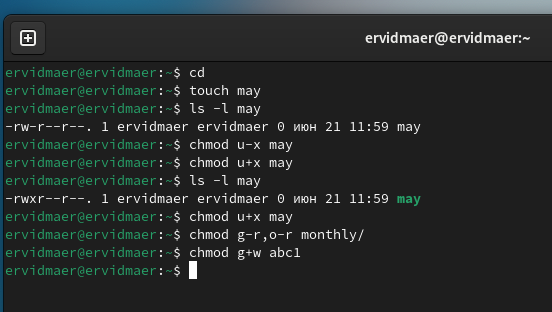 ervidmaer@ervidmaer:~
ervidmaer@ervidmaer:~$ cd
ervidmaer@ervidmaer:~$ touch may
ervidmaer@ervidmaer:~$ ls -l may
-rw-r--r--. 1 ervidmaer ervidmaer 0 июн 21 11:59 may
ervidmaer@ervidmaer:~$ chmod u-x may
ervidmaer@ervidmaer:~$ chmod u+x may
ervidmaer@ervidmaer:~$ ls -l may
-rwxr--r--. 1 ervidmaer ervidmaer 0 июн 21 11:59 may
ervidmaer@ervidmaer:~$ chmod u+x may
ervidmaer@ervidmaer:~$ chmod g-r,o-r monthly/
ervidmaer@ervidmaer:~$ chmod g+w abc1
ervidmaer@ervidmaer:~$